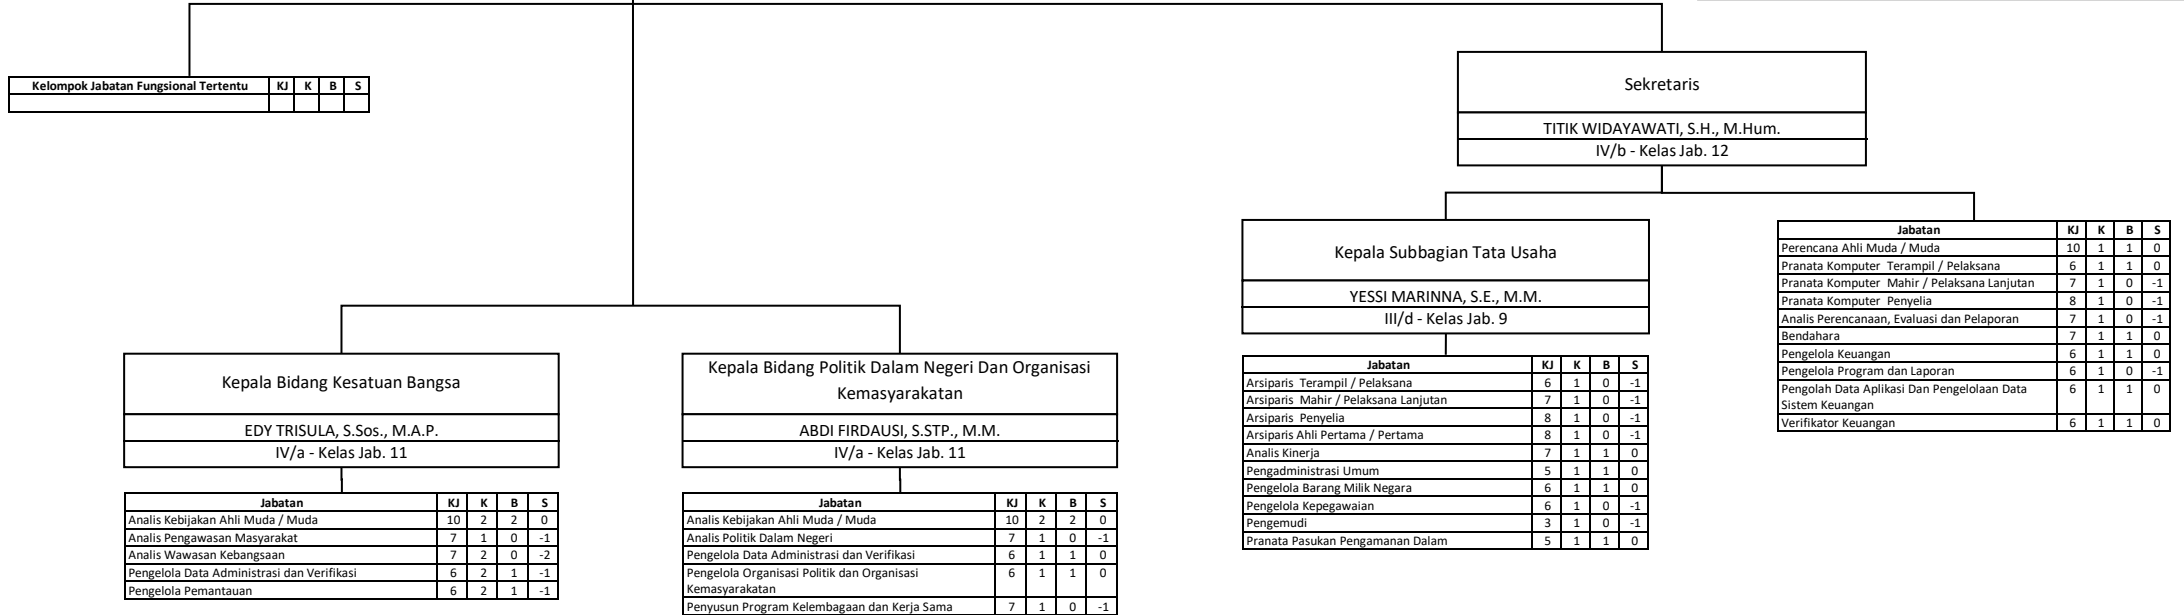 Kelompok Jabatan Fungsional Tertentu KJ K B S
Sekretaris
TITIK WIDAYAWATI, S.H., M.Hum.
IV/b - Kelas Jab. 12
Kepala Subbagian Tata Usaha
YESSI MARINNA, S.E., M.M.
III/d - Kelas Jab. 9
Jabatan KJ K B S
Arsiparis Terampil / Pelaksana 6 1 0 -1
Arsiparis Mahir / Pelaksana Lanjutan 7 1 0 -1
Arsiparis Penyelia 8 1 0 -1
Arsiparis Ahli Pertama / Pertama 8 1 0 -1
Analis Kinerja 7 1 1 0
Pengadministrasi Umum 5 1 1 0
Pengelola Barang Milik Negara 6 1 1 0
Pengelola Kepegawaian 6 1 0 -1
Pengemudi 3 1 0 -1
Pranata Pasukan Pengamanan Dalam 5 1 1 0
Jabatan KJ K B S
Perencana Ahli Muda / Muda 10 1 1 0
Pranata Komputer Terampil / Pelaksana 6 1 1 0
Pranata Komputer Mahir / Pelaksana Lanjutan 7 1 0 -1
Pranata Komputer Penyelia 8 1 0 -1
Analis Perencanaan, Evaluasi dan Pelaporan 7 1 0 -1
Bendahara 7 1 1 0
Pengelola Keuangan 6 1 1 0
Pengelola Program dan Laporan 6 1 0 -1
Pengolah Data Aplikasi Dan Pengelolaan Data 6 1 1 0
Sistem Keuangan
Verifikator Keuangan 6 1 1 0
Kepala Bidang Kesatuan Bangsa
EDY TRISULA, S.Sos., M.A.P.
IV/a - Kelas Jab. 11
Jabatan KJ K B S
Analis Kebijakan Ahli Muda / Muda 10 2 2 0
Analis Pengawasan Masyarakat 7 1 0 -1
Analis Wawasan Kebangsaan 7 2 0 -2
Pengelola Data Administrasi dan Verifikasi 6 2 1 -1
Pengelola Pemantauan 6 2 1 -1
Kepala Bidang Politik Dalam Negeri Dan Organisasi
Kemasyarakatan
ABDI FIRDAUSI, S.STP., M.M.
IV/a - Kelas Jab. 11
Jabatan KJ K B S
Analis Kebijakan Ahli Muda / Muda 10 2 2 0
Analis Politik Dalam Negeri 7 1 0 -1
Pengelola Data Administrasi dan Verifikasi 6 1 1 0
Pengelola Organisasi Politik dan Organisasi 6 1 1 0
Kemasyarakatan
Penyusun Program Kelembagaan dan Kerja Sama 7 1 0 -1